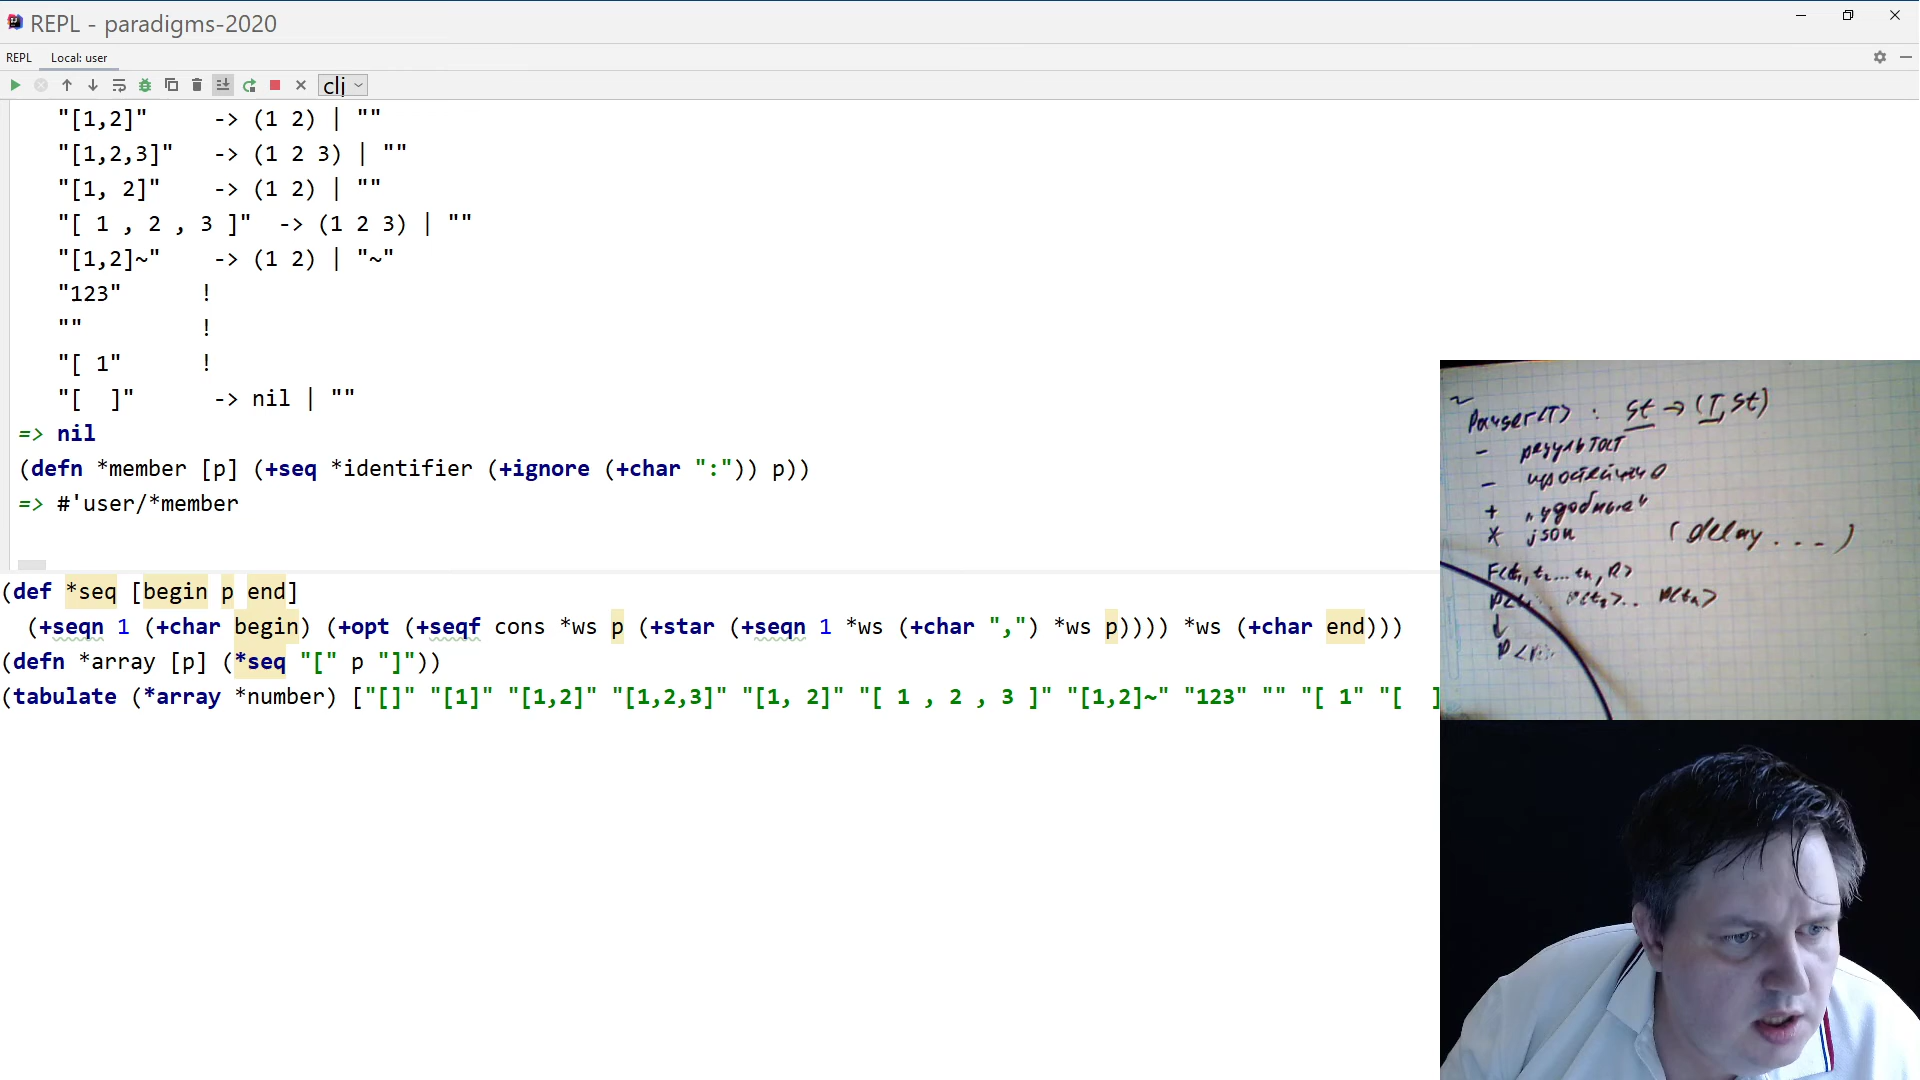 REPL - paradigms-2020
REPL Local: user
clj
"[1,2]" -> (1 2) | ""
"[1,2,3]" -> (1 2 3) | ""
"[1, 2]" -> (1 2) | ""
"[ 1 , 2 , 3 ]" -> (1 2 3) | ""
"[1,2]~" -> (1 2) | "~"
"123" !
"" !
"[ 1" !
"[  ]" -> nil | ""
=> nil
(defn *member [p] (+seq *identifier (+ignore (+char ":")) p))
=> #'user/*member
(def *seq [begin p end]
(+seqn 1 (+char begin) (+opt (+seqf cons *ws p (+star (+seqn 1 *ws (+char ",") *ws p)))) *ws (+char end)))
(defn *array [p] (*seq "[" p "]"))
(tabulate (*array *number) ["[]" "[1]" "[1,2]" "[1,2,3]" "[1, 2]" "[ 1 , 2 , 3 ]" "[1,2]~" "123" "" "[ 1" "[  ]
Parser(T) : St → (T, St)
- результат
-
+ "удобные"
* json (delay ... )